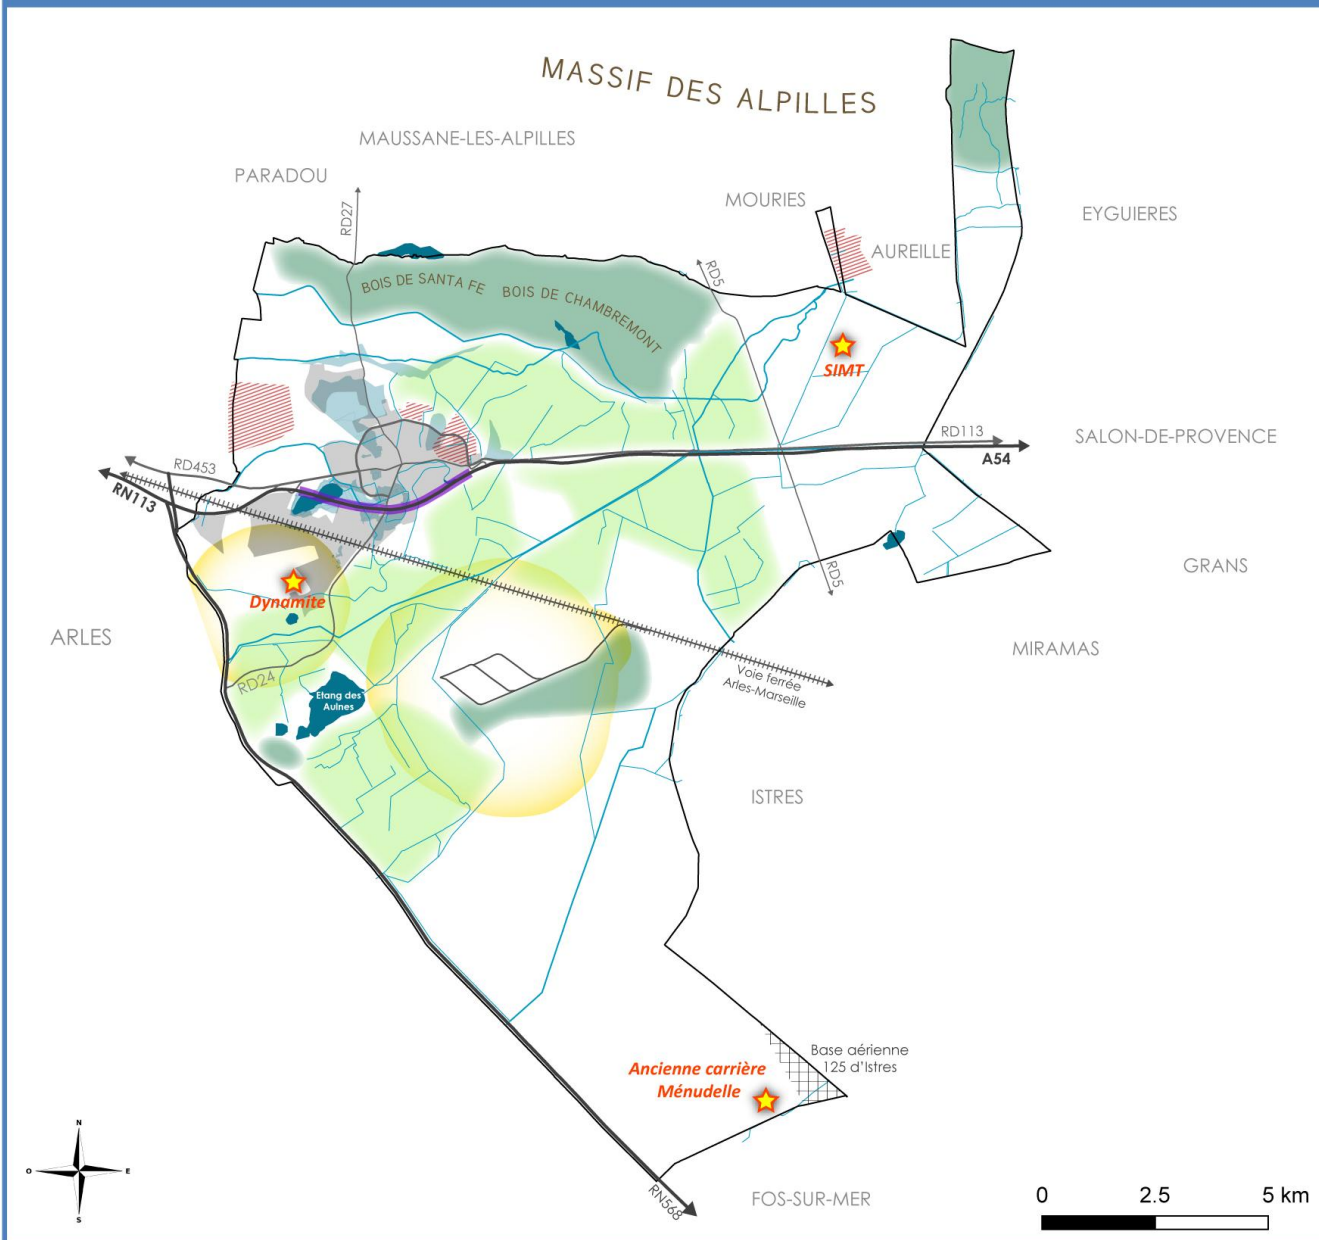 MASSIF DES ALPILLES
MAUSSANE-LES-ALPILLES
PARADOU
MOURIES
RD27
EYGUIERES
AUREILLE
RD5
BOIS DE SANTA FE
BOIS DE CHAMBREMONT
SIMT
RD113
SALON-DE-PROVENCE
A54
RD453
RN113
GRANS
RD5
Dynamite
ARLES
MIRAMAS
RD24
Voie ferrée
Arles-Marseille
Etang des
Aulnes
ISTRES
Base aérienne
125 d'Istres
Ancienne carrière
Ménudelle
N
O
E
S
RN568
FOS-SUR-MER
0 2.5 5 km